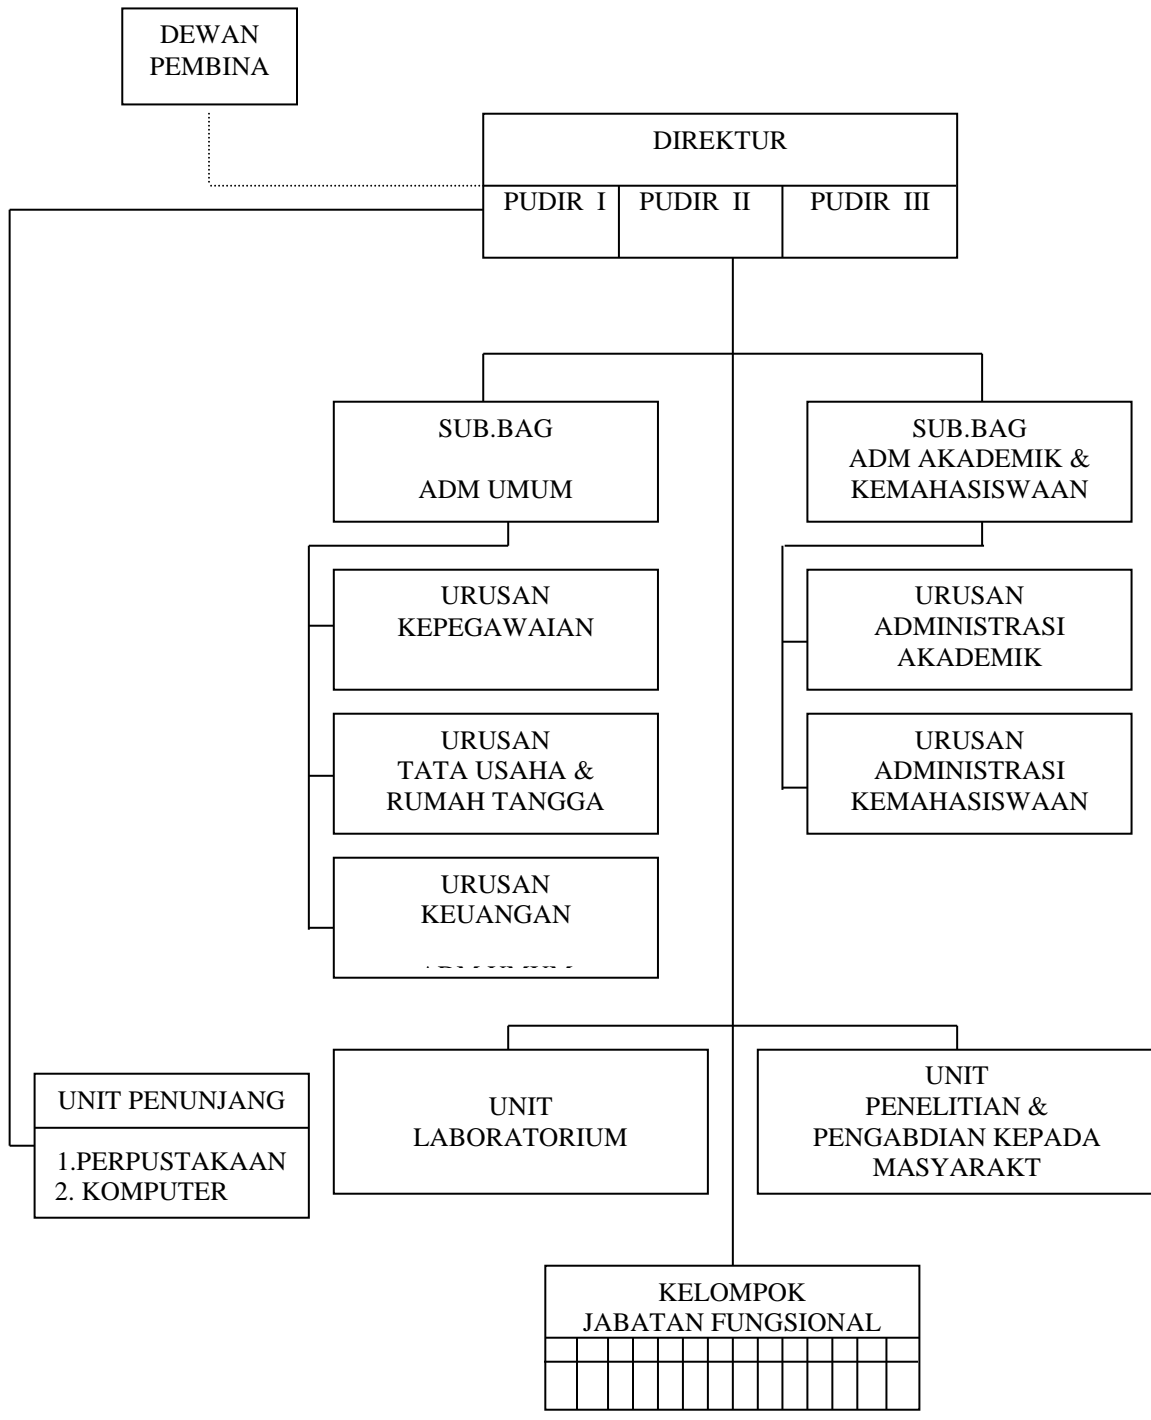 DEWAN
PEMBINA
DIREKTUR
PUDIR I
PUDIR II
PUDIR III
SUB.BAG
ADM UMUM
SUB.BAG
ADM AKADEMIK &
KEMAHASISWAAN
URUSAN
KEPEGAWAIAN
URUSAN
ADMINISTRASI
AKADEMIK
URUSAN
TATA USAHA &
RUMAH TANGGA
URUSAN
ADMINISTRASI
KEMAHASISWAAN
URUSAN
KEUANGAN
UNIT PENUNJANG
1.PERPUSTAKAAN
2. KOMPUTER
UNIT
LABORATORIUM
UNIT
PENELITIAN &
PENGABDIAN KEPADA
MASYARAKT
KELOMPOK
JABATAN FUNGSIONAL